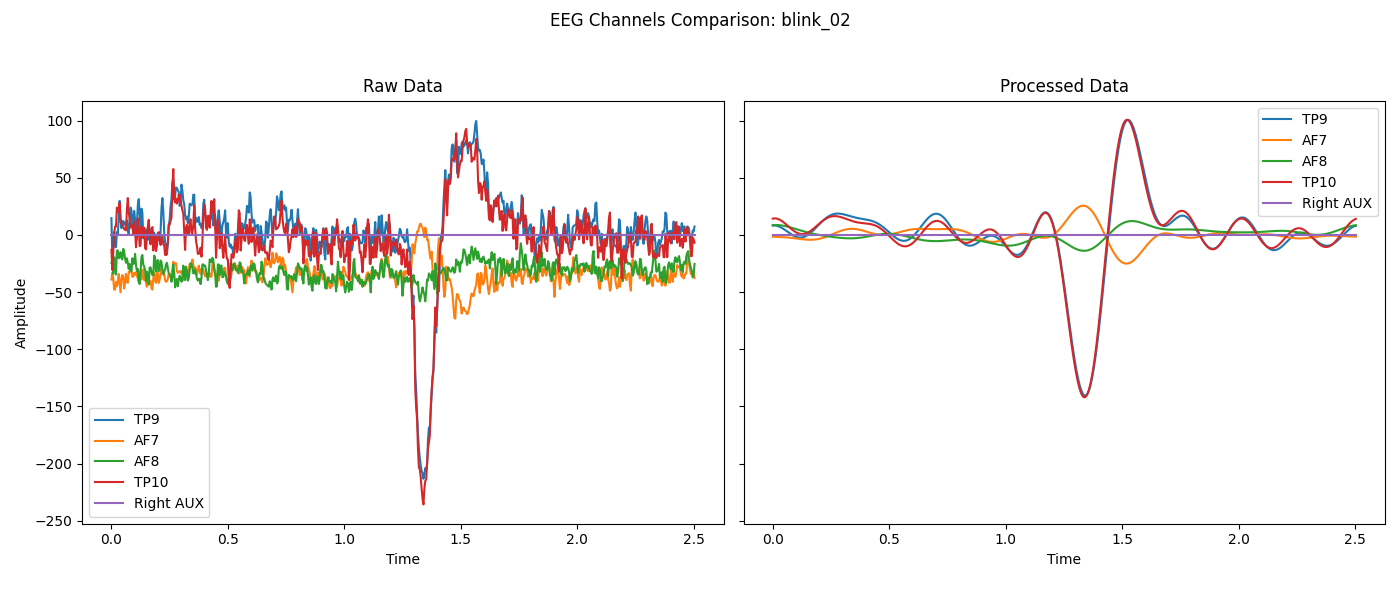 EEG Channels Comparison: blink_02
Raw Data
Processed Data
Amplitude
100
50
0
−50
−100
−150
−200
−250
TP9
AF7
AF8
TP10
Right AUX
0.0 0.5 1.0 1.5 2.0 2.5
Time
TP9
AF7
AF8
TP10
Right AUX
0.0 0.5 1.0 1.5 2.0 2.5
Time